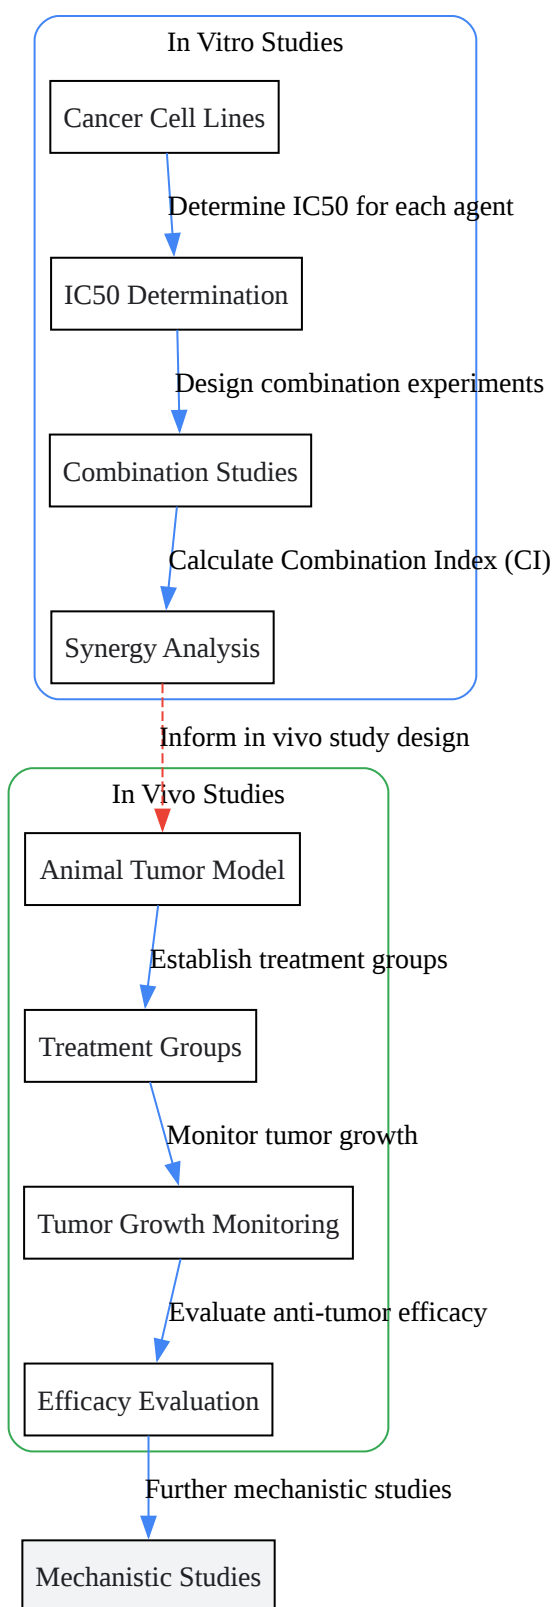 In Vitro Studies
Cancer Cell Lines
Determine IC50 for each agent
IC50 Determination
Design combination experiments
Combination Studies
Calculate Combination Index (CI)
Synergy Analysis
Inform in vivo study design
In Vivo Studies
Animal Tumor Model
Establish treatment groups
Treatment Groups
Monitor tumor growth
Tumor Growth Monitoring
Evaluate anti-tumor efficacy
Efficacy Evaluation
Further mechanistic studies
Mechanistic Studies